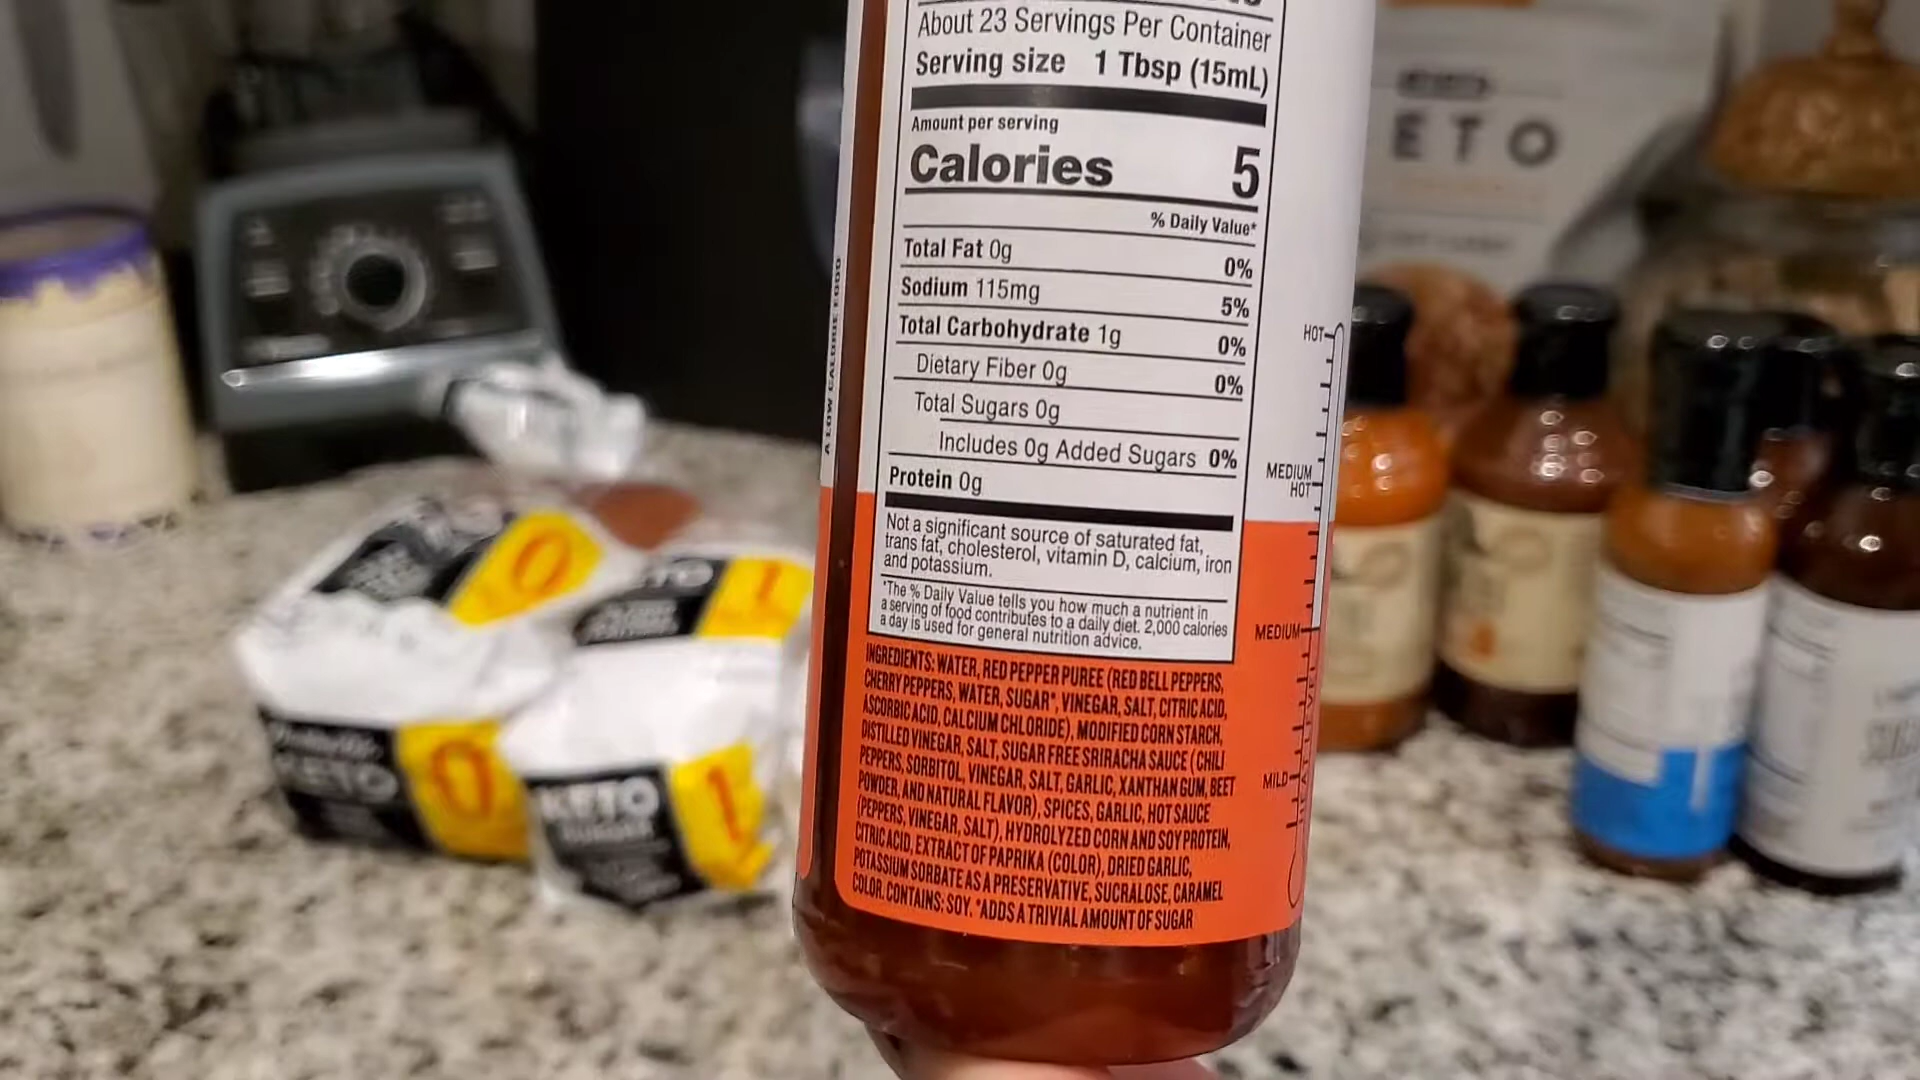 About 23 Servings Per Container
Serving size 1 Tbsp (15mL)
Amount per serving
Calories 5
% Daily Value*
Total Fat 0g 0%
Sodium 115mg 5%
Total Carbohydrate 1g 0%
Dietary Fiber 0g 0%
Total Sugars 0g
Includes 0g Added Sugars 0%
Protein 0g
Not a significant source of saturated fat,
trans fat, cholesterol, vitamin D, calcium, iron
and potassium.
*The % Daily Value tells you how much a nutrient in
a serving of food contributes to a daily diet. 2,000 calories
a day is used for general nutrition advice.
INGREDIENTS: WATER, RED PEPPER PUREE (RED BELL PEPPERS,
CHERRY PEPPERS, WATER, SUGAR*, VINEGAR, SALT, CITRIC ACID,
ASCORBIC ACID, CALCIUM CHLORIDE), MODIFIED CORN STARCH,
DISTILLED VINEGAR, SALT, SUGAR FREE SRIRACHA SAUCE (CHILI
PEPPERS, SORBITOL, VINEGAR, SALT, GARLIC, XANTHAN GUM, BEET
POWDER, AND NATURAL FLAVOR), SPICES, GARLIC, HOT SAUCE
(PEPPERS, VINEGAR, SALT), HYDROLYZED CORN AND SOY PROTEIN,
CITRIC ACID, EXTRACT OF PAPRIKA (COLOR), DRIED GARLIC,
POTASSIUM SORBATE AS A PRESERVATIVE, SUCRALOSE, CARAMEL
COLOR. CONTAINS: SOY. *ADDS A TRIVIAL AMOUNT OF SUGAR
A LOW CALORIE FOOD
HOT
MEDIUM
HOT
MEDIUM
MILD
HEAT LEVEL
ETO
0
1
KETO
0
KETO
1